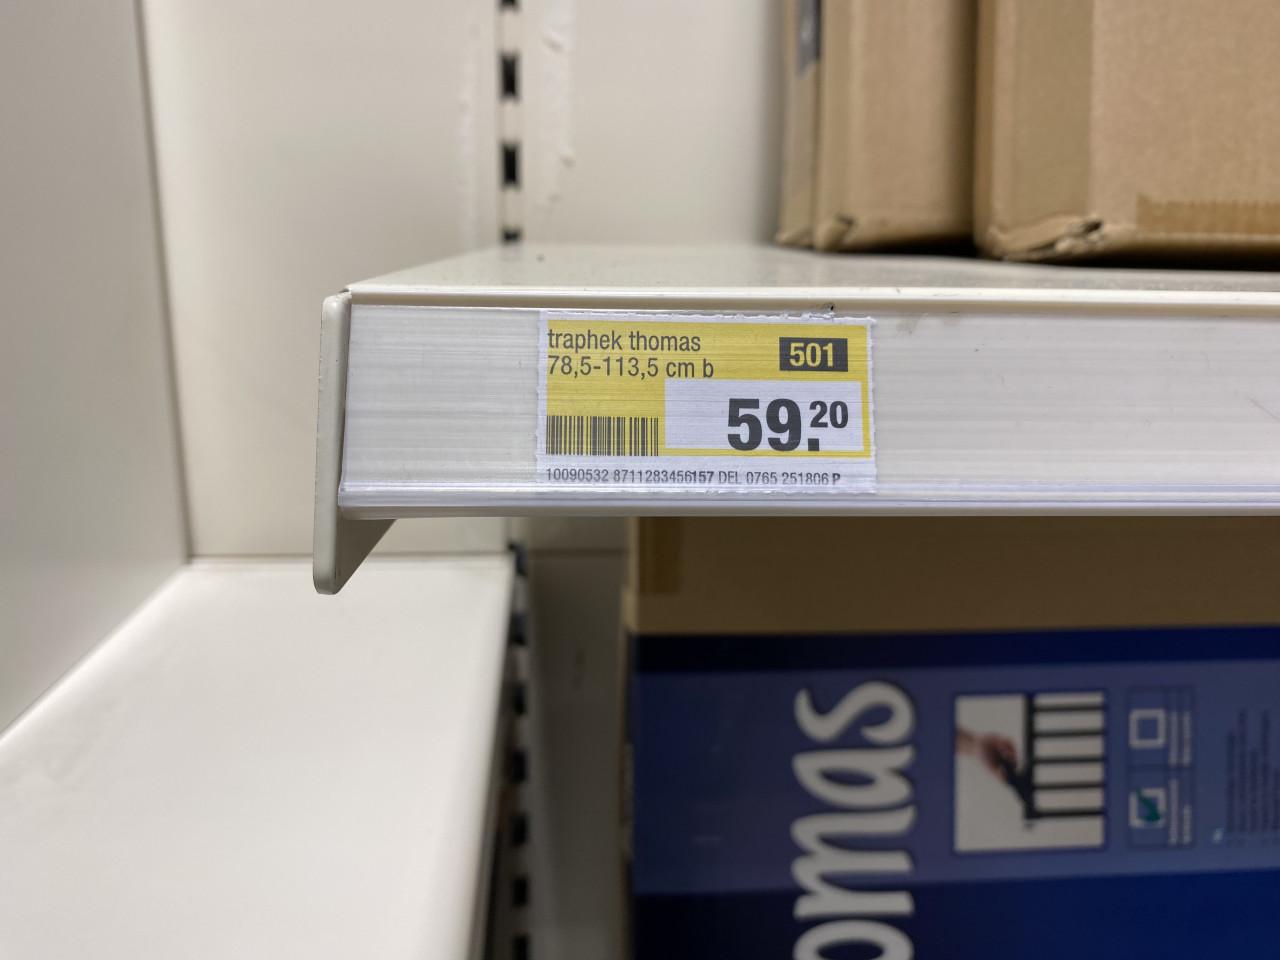 traphek thomas
78,5-113,5 cm b
501
59.20
10090532 8711283456157 DEL 0765 251806 P
omas